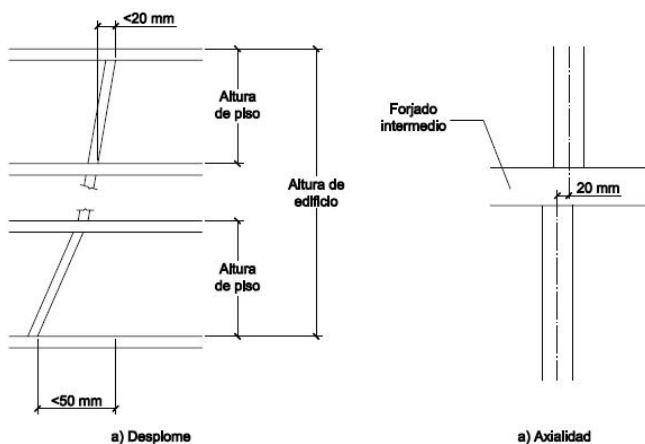 <20 mm
Altura
de piso
Altura de
edificio
Altura
de piso
<50 mm
a) Desplome
Forjado
intermedio
20 mm
a) Axialidad